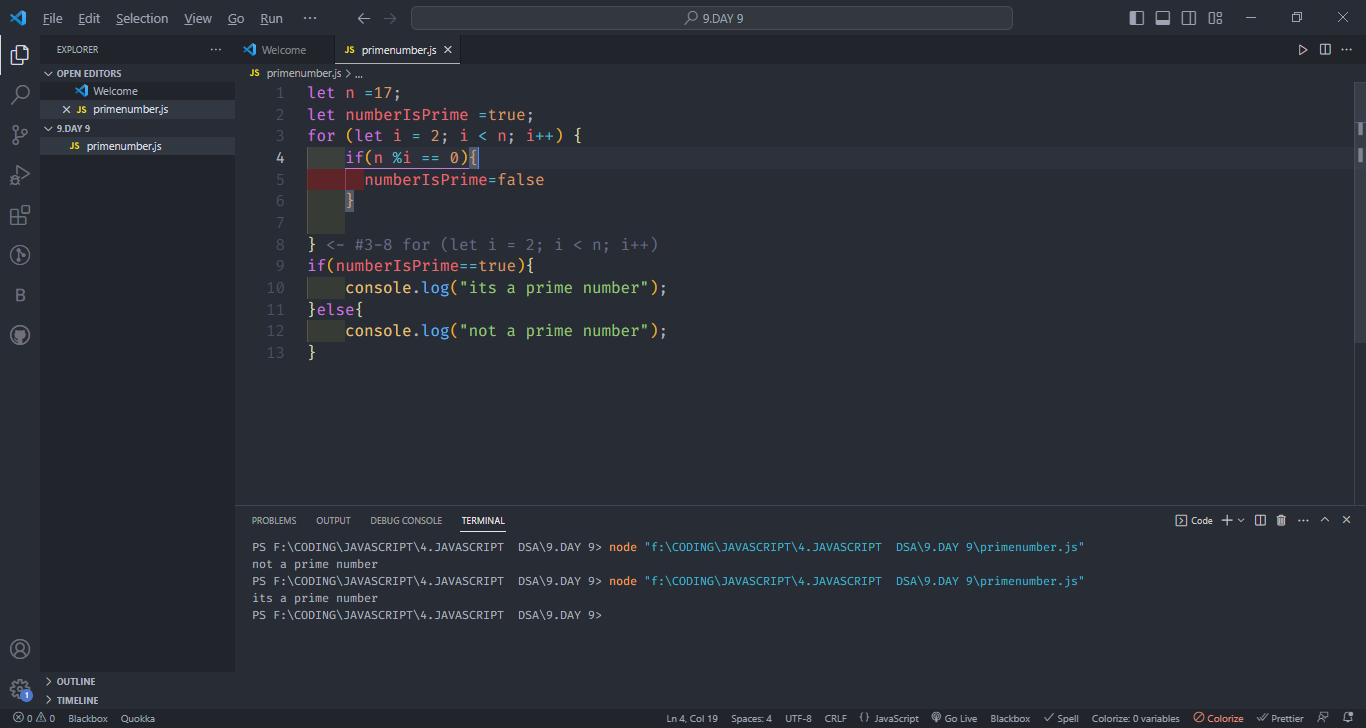 File Edit Selection View Go Run ··· 9.DAY 9
EXPLORER ···
OPEN EDITORS
Welcome
JS primenumber.js
9.DAY 9
JS primenumber.js
OUTLINE
TIMELINE
Welcome JS primenumber.js
JS primenumber.js > ...
1 let n =17;
2 let numberIsPrime =true;
3 for (let i = 2; i < n; i++) {
4 if(n %i == 0){
5 numberIsPrime=false
6 }
7
8 } <- #3-8 for (let i = 2; i < n; i++)
9 if(numberIsPrime==true){
10 console.log("its a prime number");
11 }else{
12 console.log("not a prime number");
13 }
PROBLEMS OUTPUT DEBUG CONSOLE TERMINAL Code
PS F:\CODING\JAVASCRIPT\4.JAVASCRIPT  DSA\9.DAY 9> node "f:\CODING\JAVASCRIPT\4.JAVASCRIPT  DSA\9.DAY 9\primenumber.js"
not a prime number
PS F:\CODING\JAVASCRIPT\4.JAVASCRIPT  DSA\9.DAY 9> node "f:\CODING\JAVASCRIPT\4.JAVASCRIPT  DSA\9.DAY 9\primenumber.js"
its a prime number
PS F:\CODING\JAVASCRIPT\4.JAVASCRIPT  DSA\9.DAY 9>
B
1
0 0 Blackbox Quokka Ln 4, Col 19 Spaces: 4 UTF-8 CRLF {} JavaScript Go Live Blackbox Spell Colorize: 0 variables Colorize Prettier